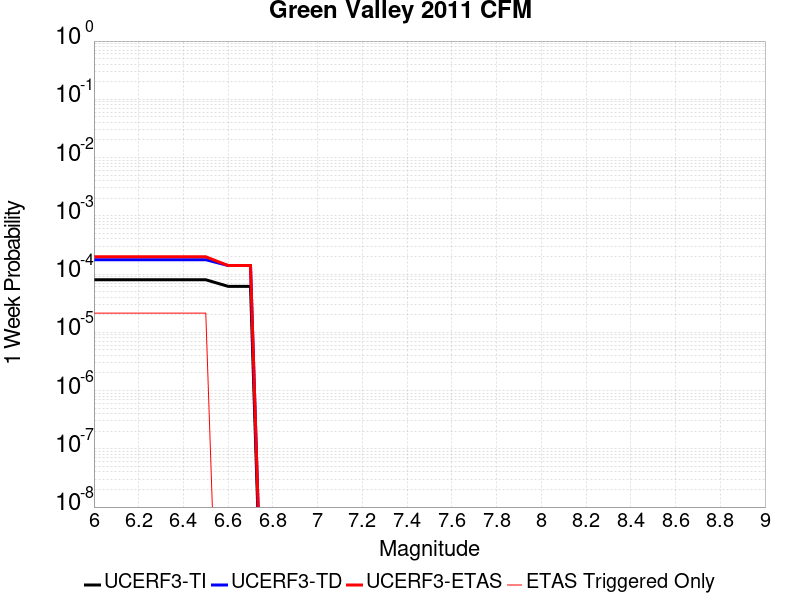 Green Valley 2011 CFM
10^0
10^-1
10^-2
10^-3
10^-4
10^-5
10^-6
10^-7
10^-8
1 Week Probability
6 6.2 6.4 6.6 6.8 7 7.2 7.4 7.6 7.8 8 8.2 8.4 8.6 8.8 9
Magnitude
UCERF3-TI UCERF3-TD UCERF3-ETAS ETAS Triggered Only